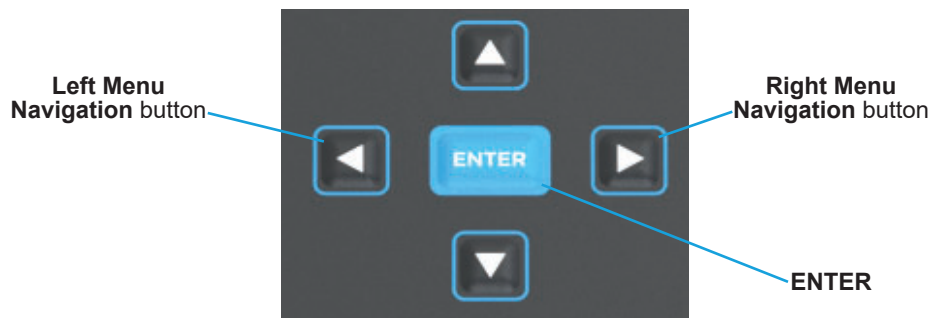 Left Menu
Navigation button
Right Menu
Navigation button
ENTER
ENTER